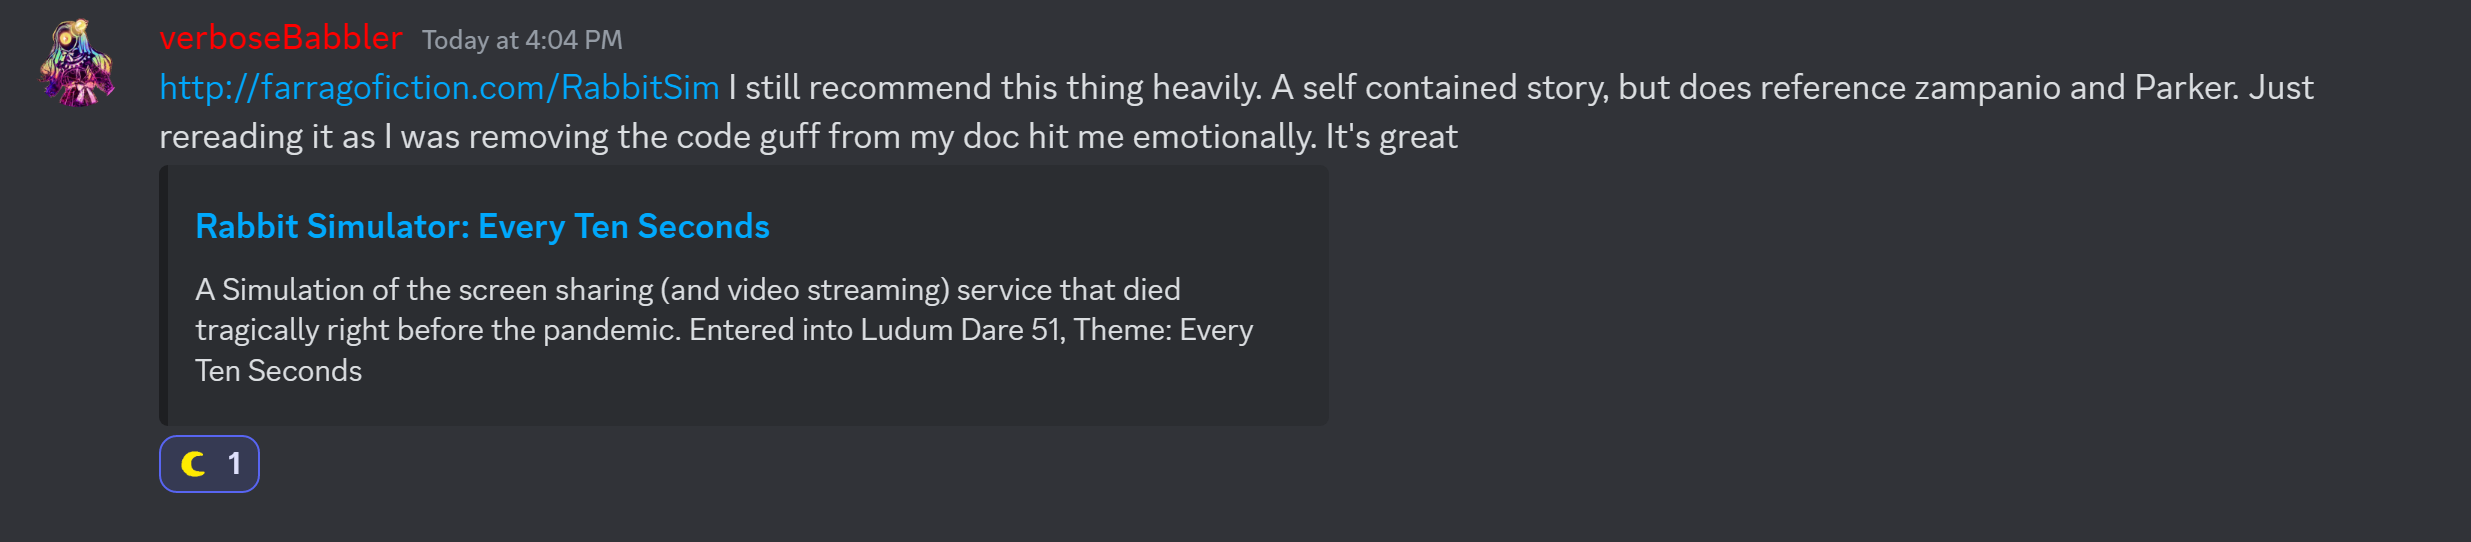 verboseBabbler Today at 4:04 PM
http://farragofiction.com/RabbitSim I still recommend this thing heavily. A self contained story, but does reference zampanio and Parker. Just
rereading it as I was removing the code guff from my doc hit me emotionally. It's great
Rabbit Simulator: Every Ten Seconds
A Simulation of the screen sharing (and video streaming) service that died
tragically right before the pandemic. Entered into Ludum Dare 51, Theme: Every
Ten Seconds
1